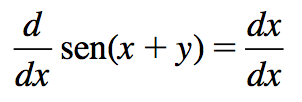 d/dx sen(x + y) = dx/dx